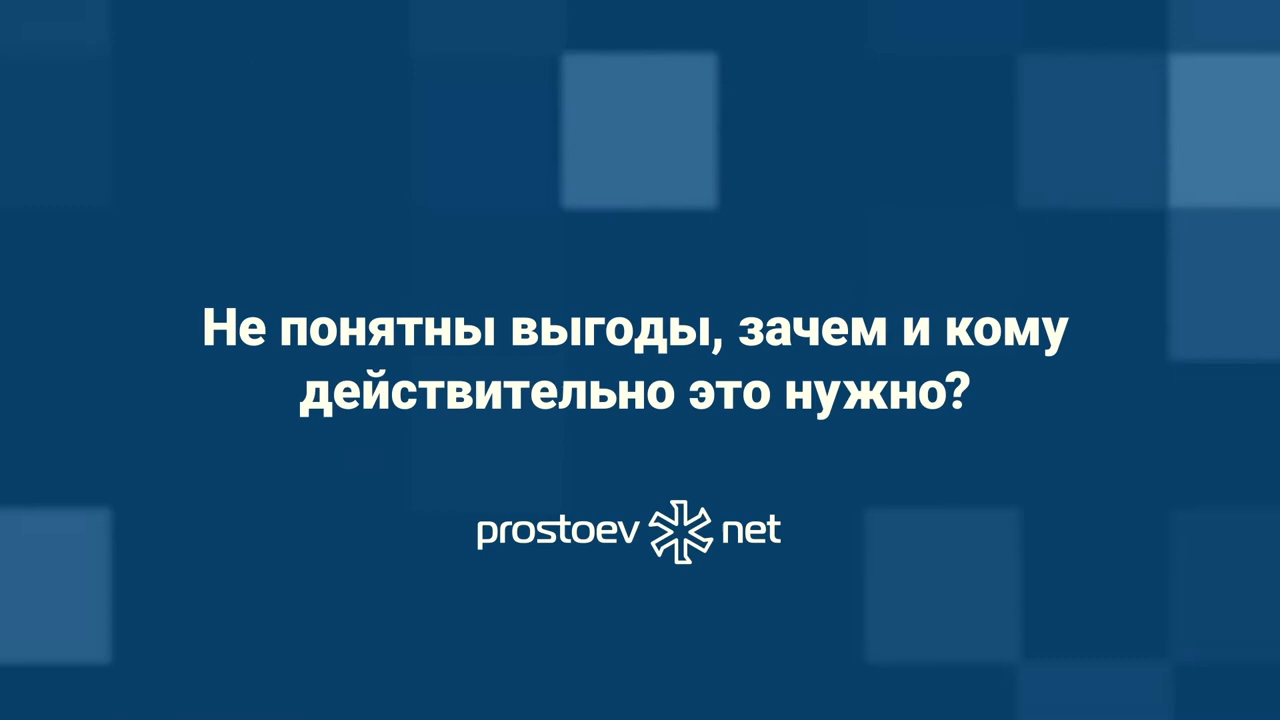 Не понятны выгоды, зачем и кому
действительно это нужно?
prostoev net